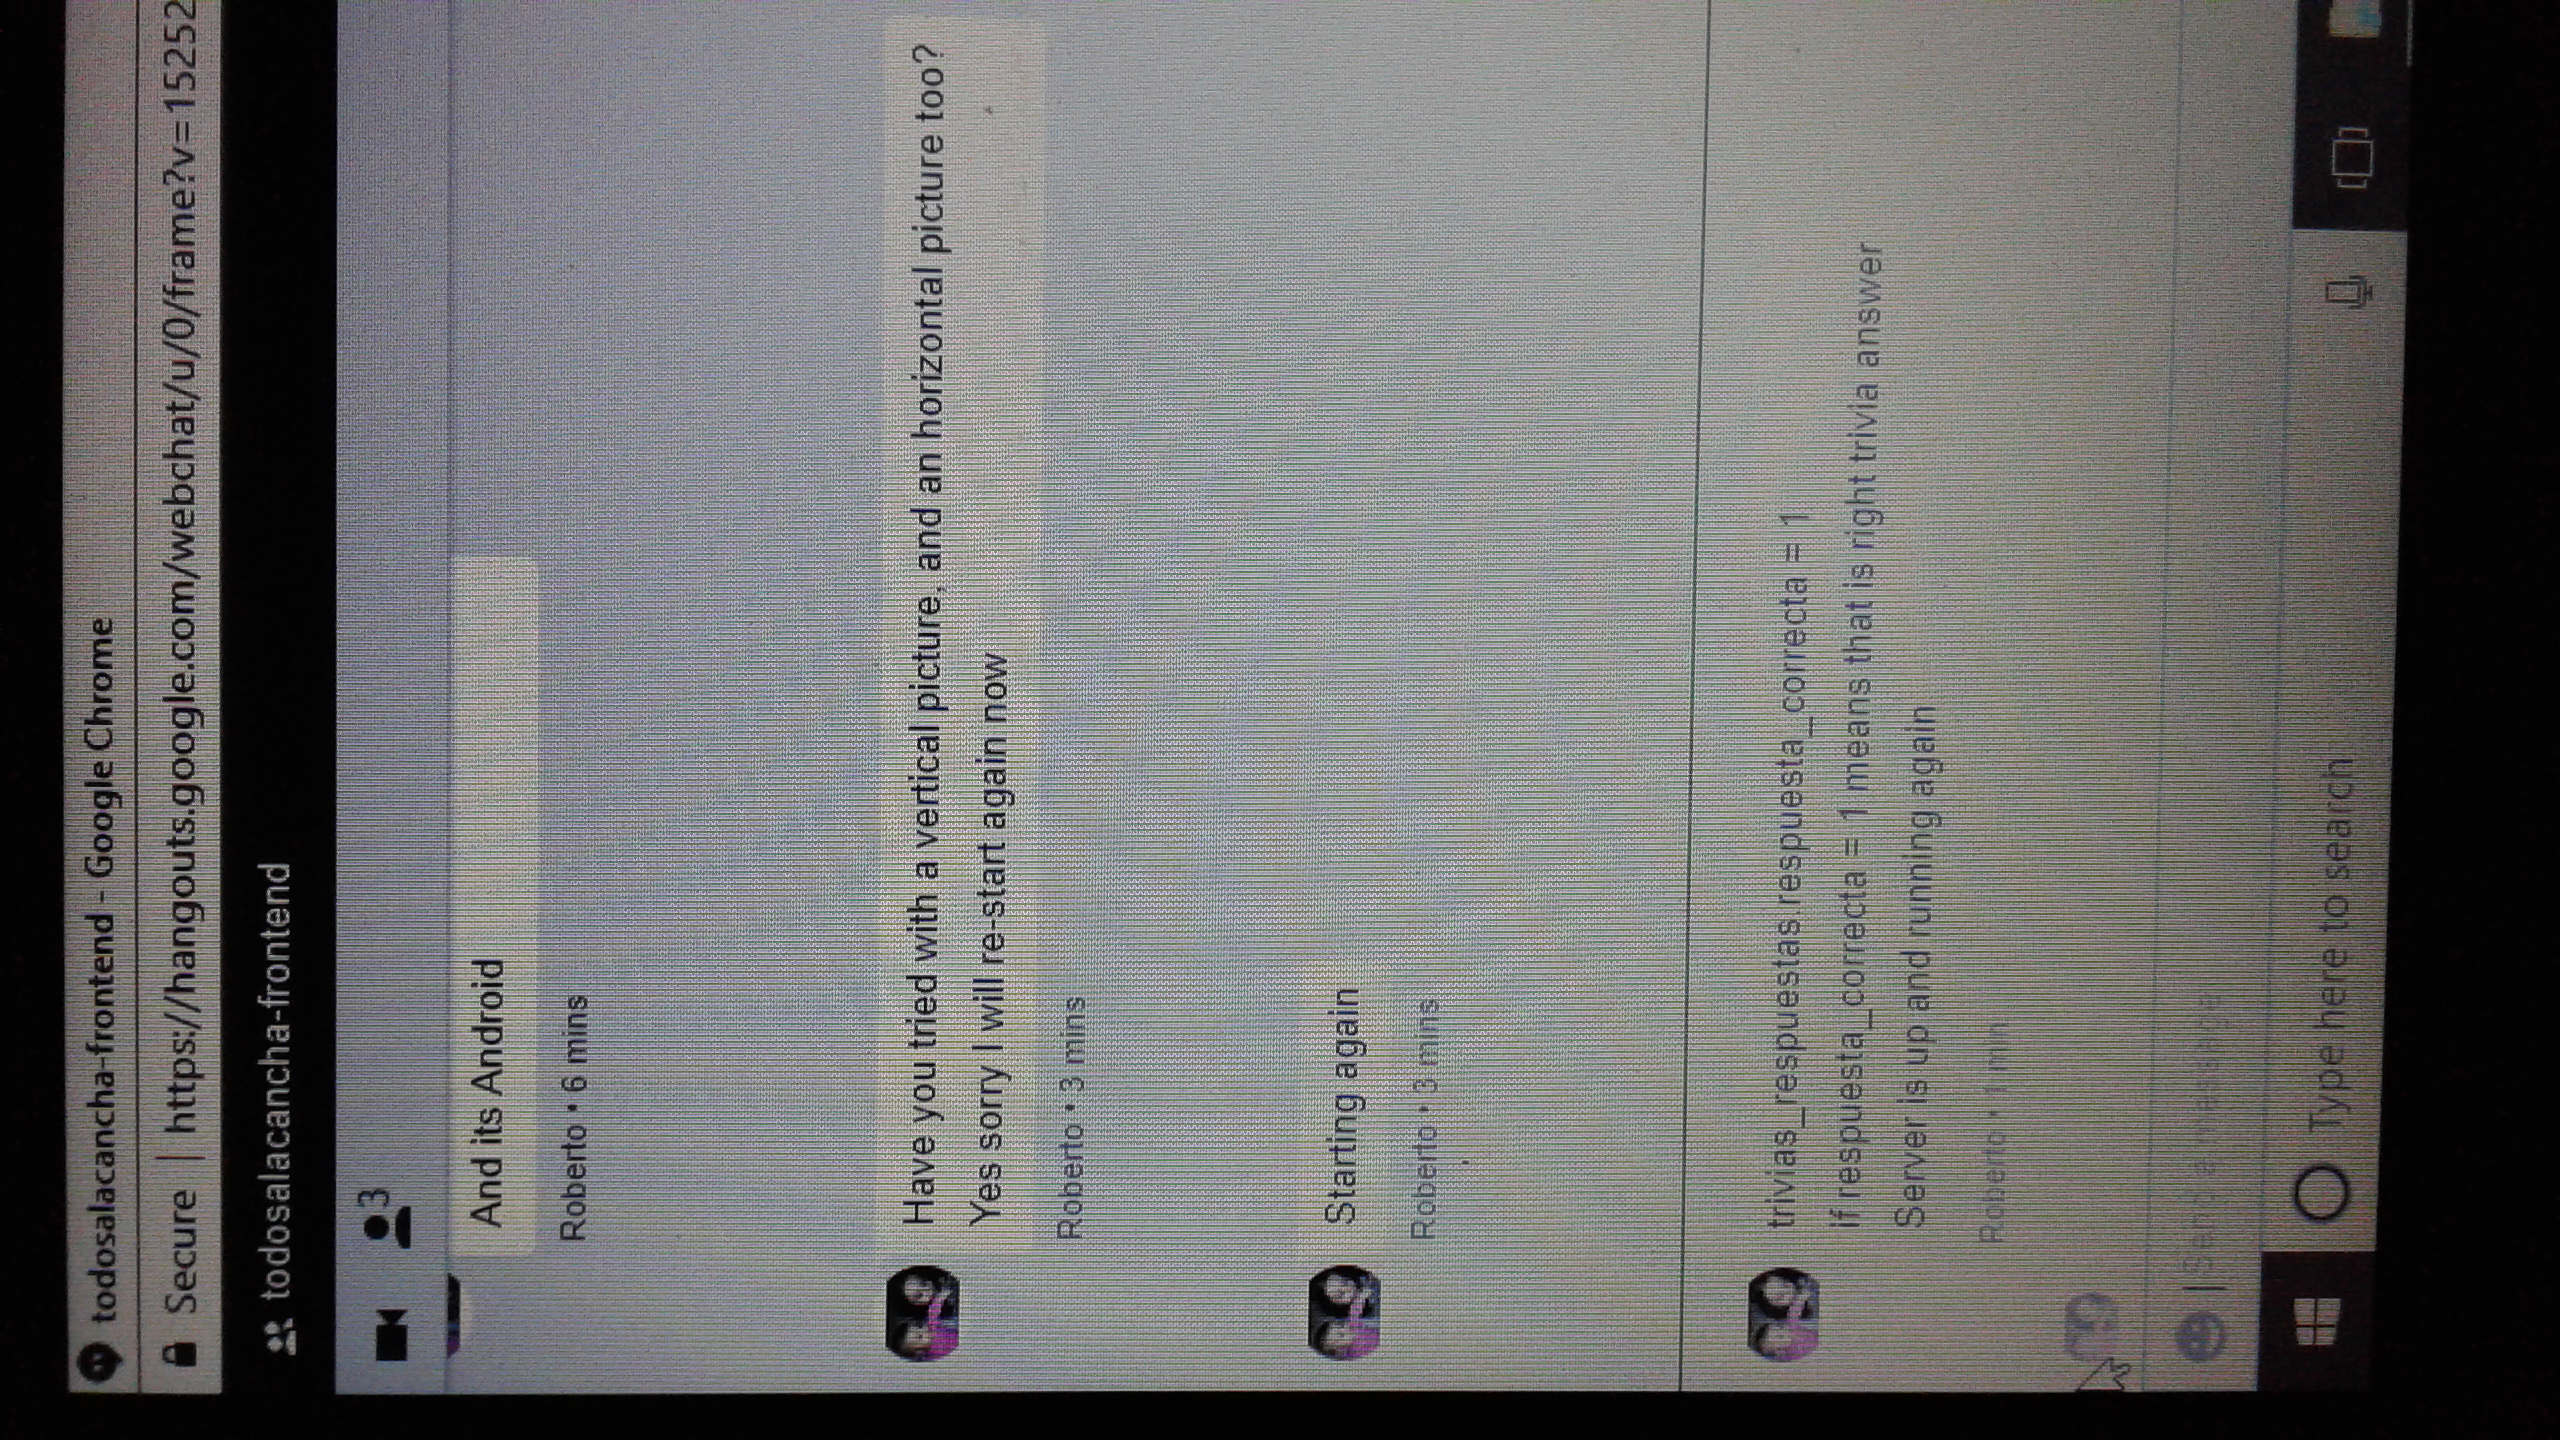 todosalacancha-frontend - Google Chrome
Secure | https://hangouts.google.com/webchat/u/0/frame?v=15252
todosalacancha-frontend
3
And its Android
Roberto • 6 mins
Have you tried with a vertical picture, and an horizontal picture too?
Yes sorry I will re-start again now
Roberto • 3 mins
Starting again
Roberto • 3 mins
trivias_respuestas.respuesta_correcta = 1
if respuesta_correcta = 1 means that is right trivia answer
Server is up and running again
Roberto • 1 min
Send a message
Type here to search